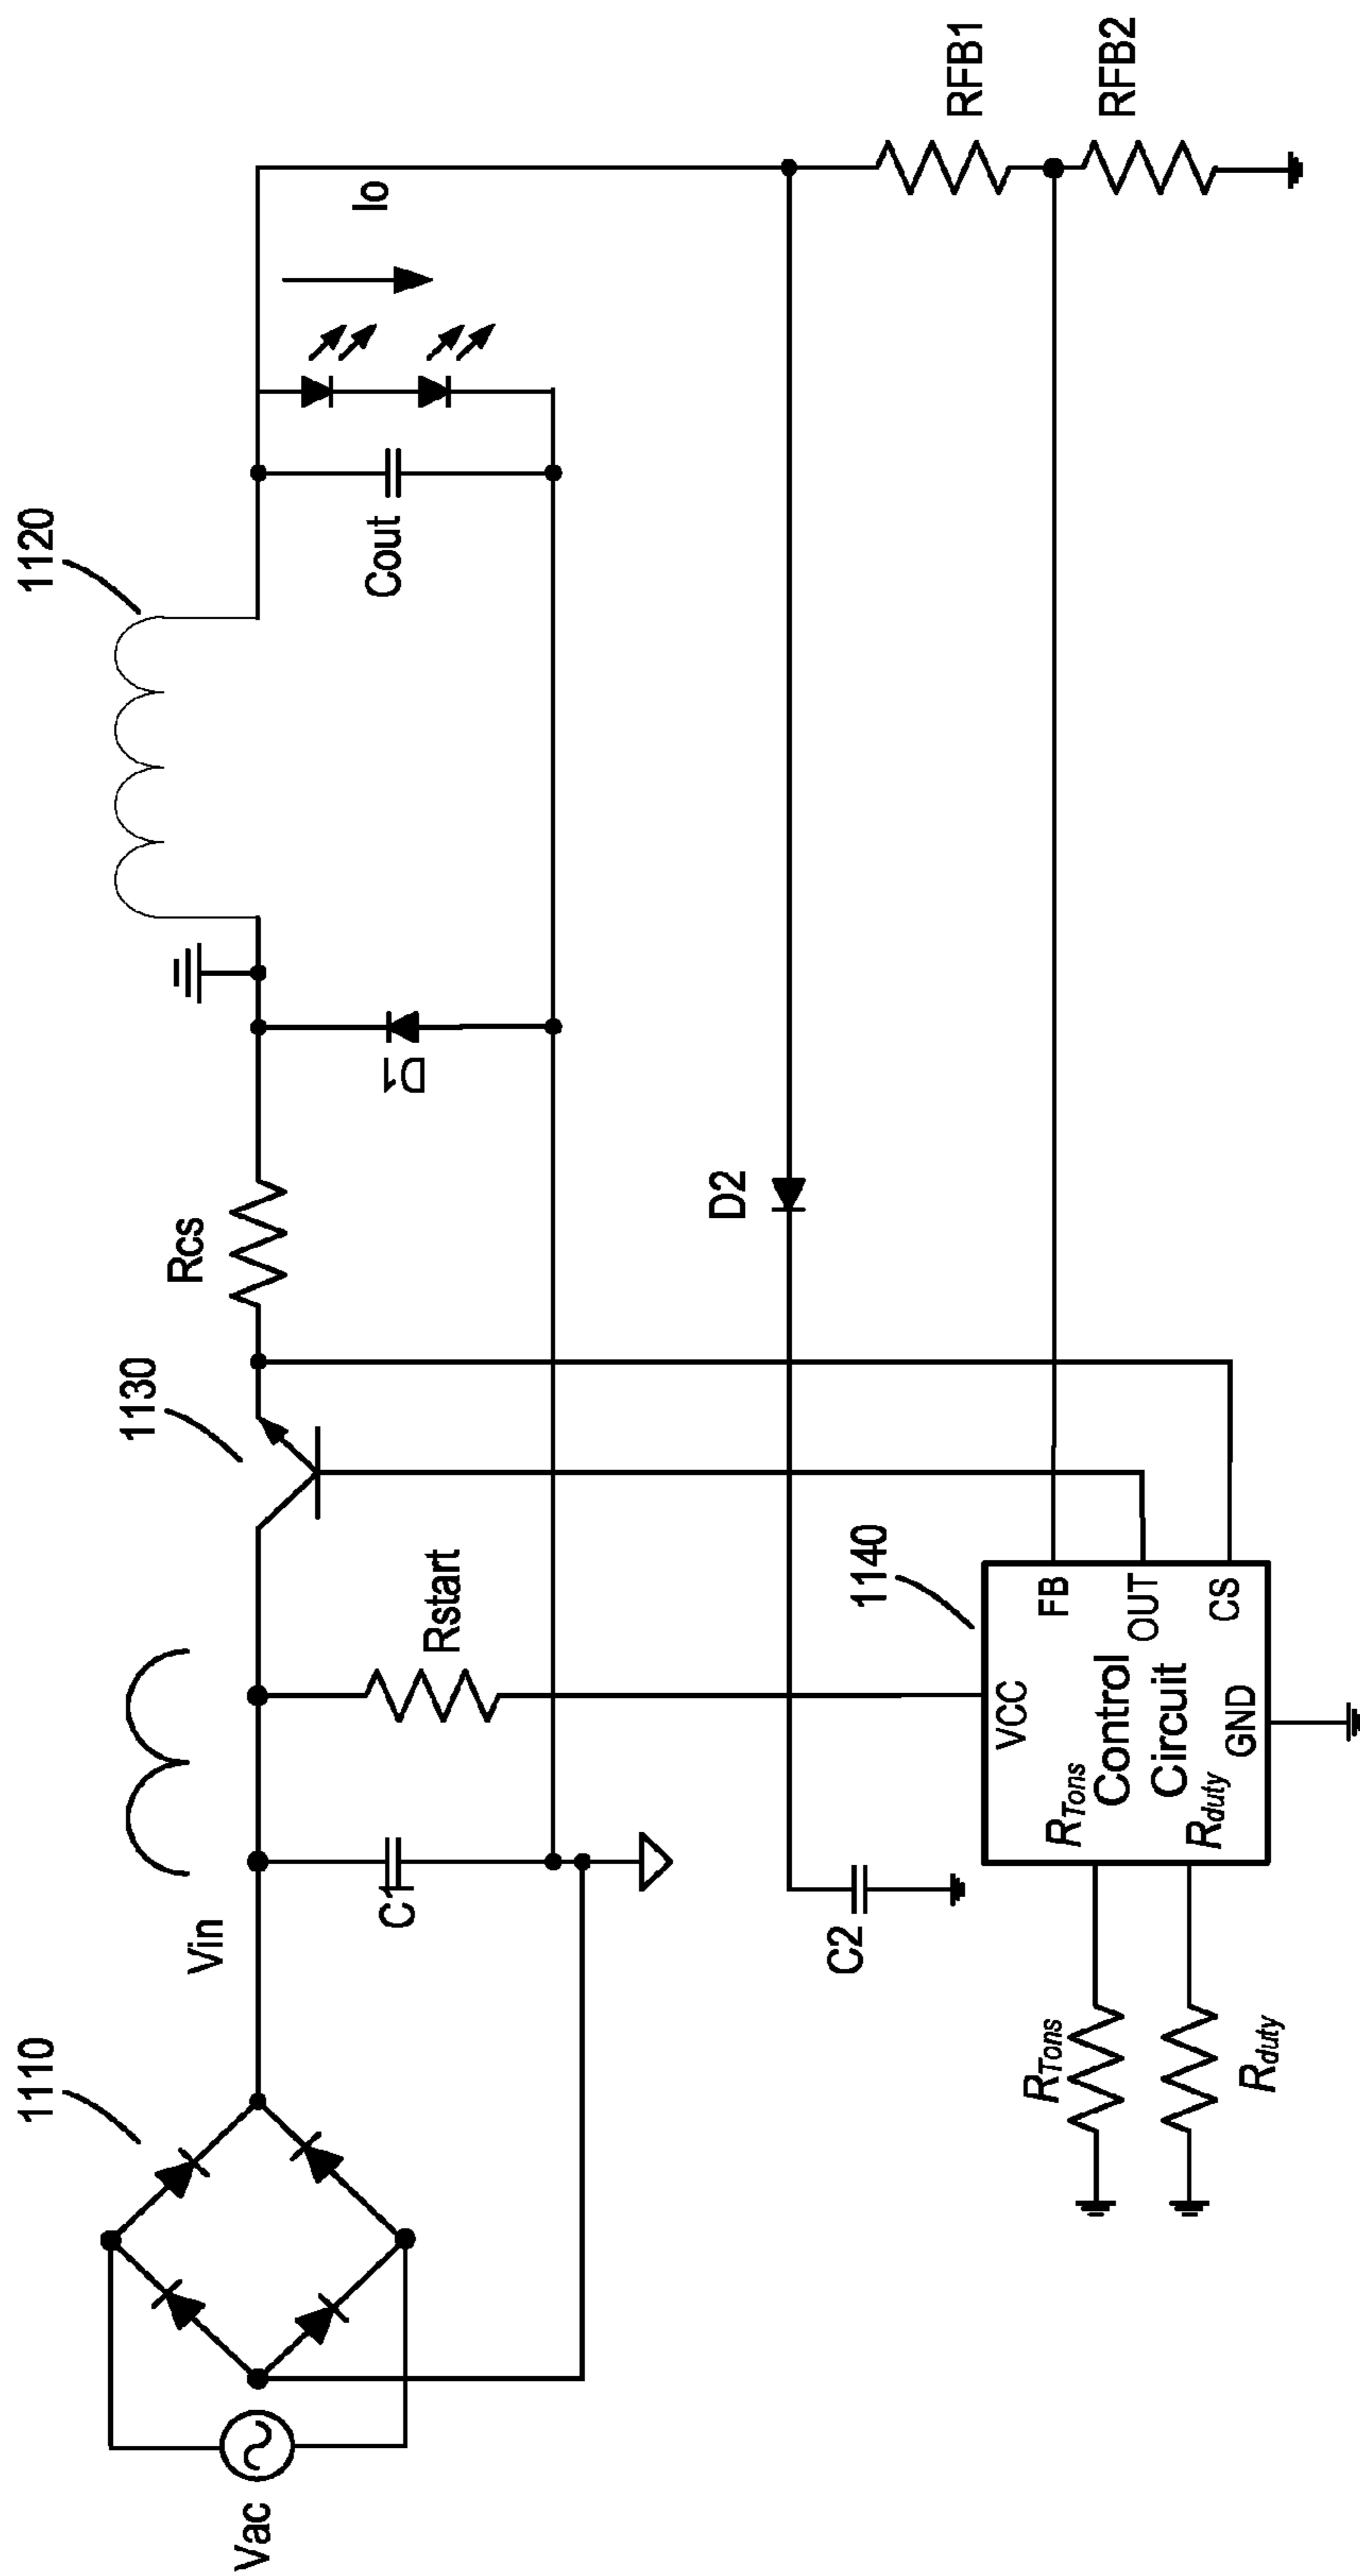 1110
1130
1120
Vac
Vin
Rcs
Io
C1
Rstart
D1
Cout
D2
1140
C2
RFB1
RFB2
VCC
RTons
RTons
Control
Circuit
FB
OUT
CS
Rduty
Rduty
GND